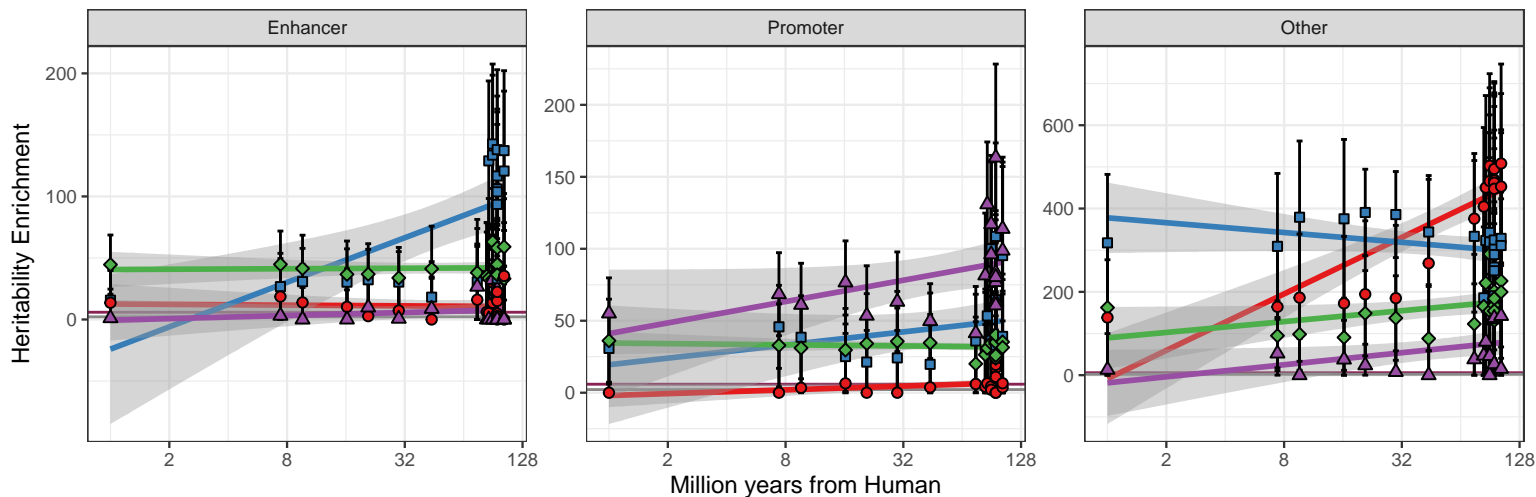 Enhancer
Promoter
Other
Heritability Enrichment
200
100
0
200
150
100
50
0
600
400
200
0
2 8 32 128
2 8 32 128
2 8 32 128
Million years from Human